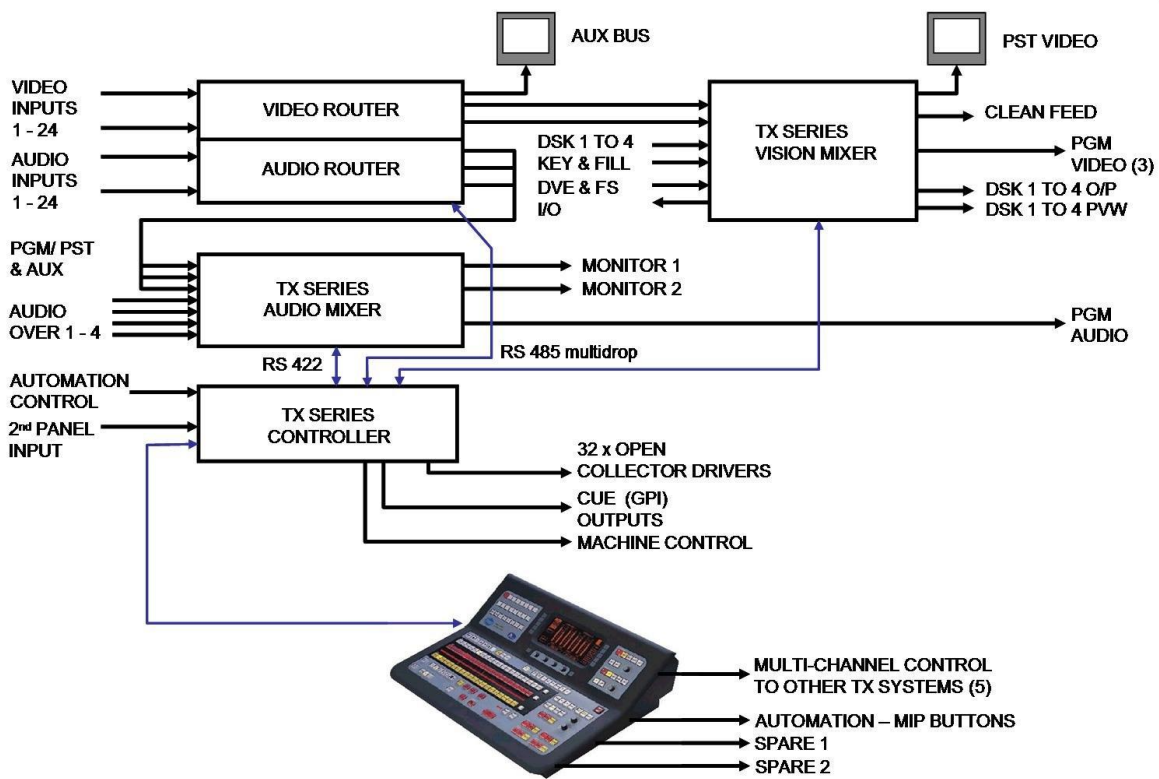 AUX BUS
PST VIDEO
VIDEO
INPUTS
1 - 24
VIDEO ROUTER
AUDIO
INPUTS
1 - 24
AUDIO ROUTER
DSK 1 TO 4
KEY & FILL
DVE & FS
I/O
TX SERIES
VISION MIXER
CLEAN FEED
PGM
VIDEO (3)
DSK 1 TO 4 O/P
DSK 1 TO 4 PVW
PGM/ PST
& AUX
AUDIO
OVER 1 - 4
TX SERIES
AUDIO MIXER
MONITOR 1
MONITOR 2
PGM
AUDIO
RS 422
RS 485 multidrop
AUTOMATION
CONTROL
2nd PANEL
INPUT
TX SERIES
CONTROLLER
32 x OPEN
COLLECTOR DRIVERS
CUE (GPI)
OUTPUTS
MACHINE CONTROL
MULTI-CHANNEL CONTROL
TO OTHER TX SYSTEMS (5)
AUTOMATION – MIP BUTTONS
SPARE 1
SPARE 2